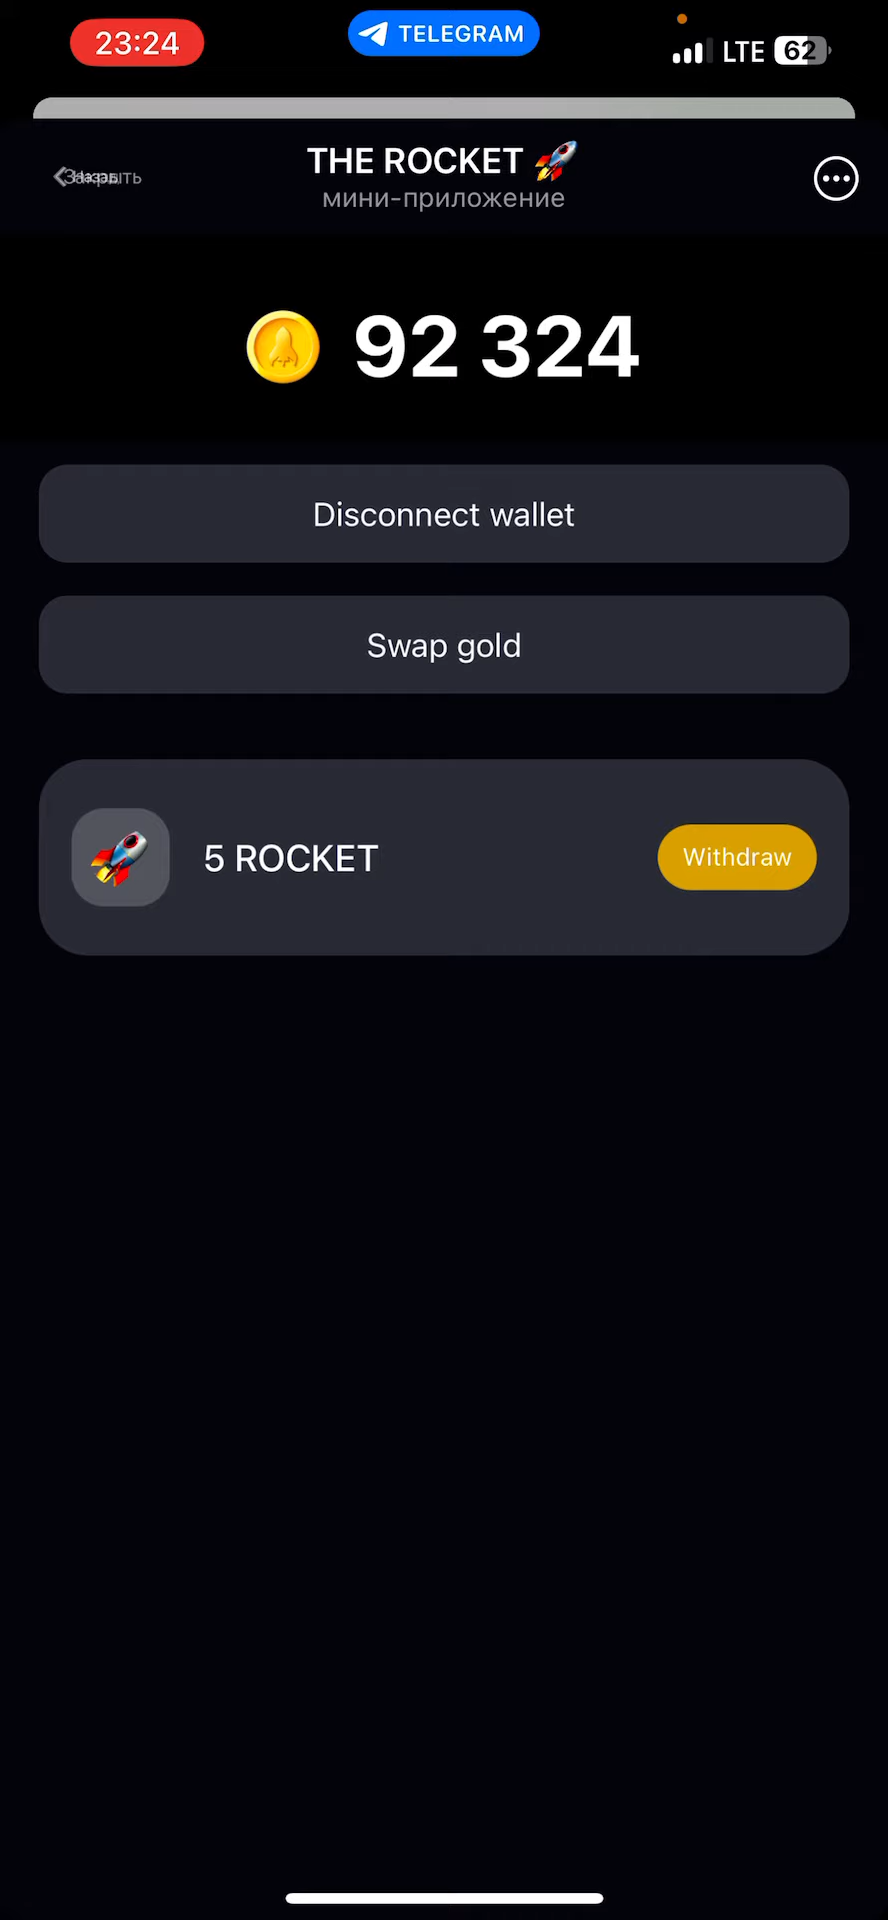 23:24
TELEGRAM
LTE
62
THE ROCKET 🚀
мини-приложение
92 324
Disconnect wallet
Swap gold
5 ROCKET
Withdraw